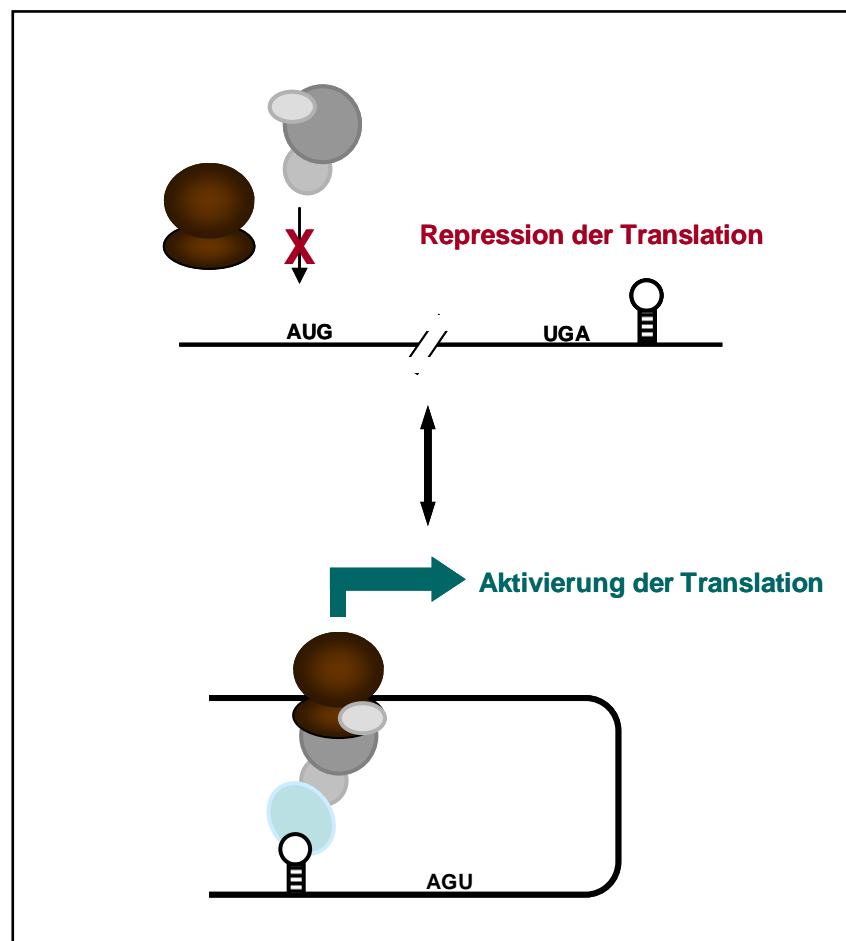 X
Repression der Translation
AUG
UGA
Aktivierung der Translation
AGU